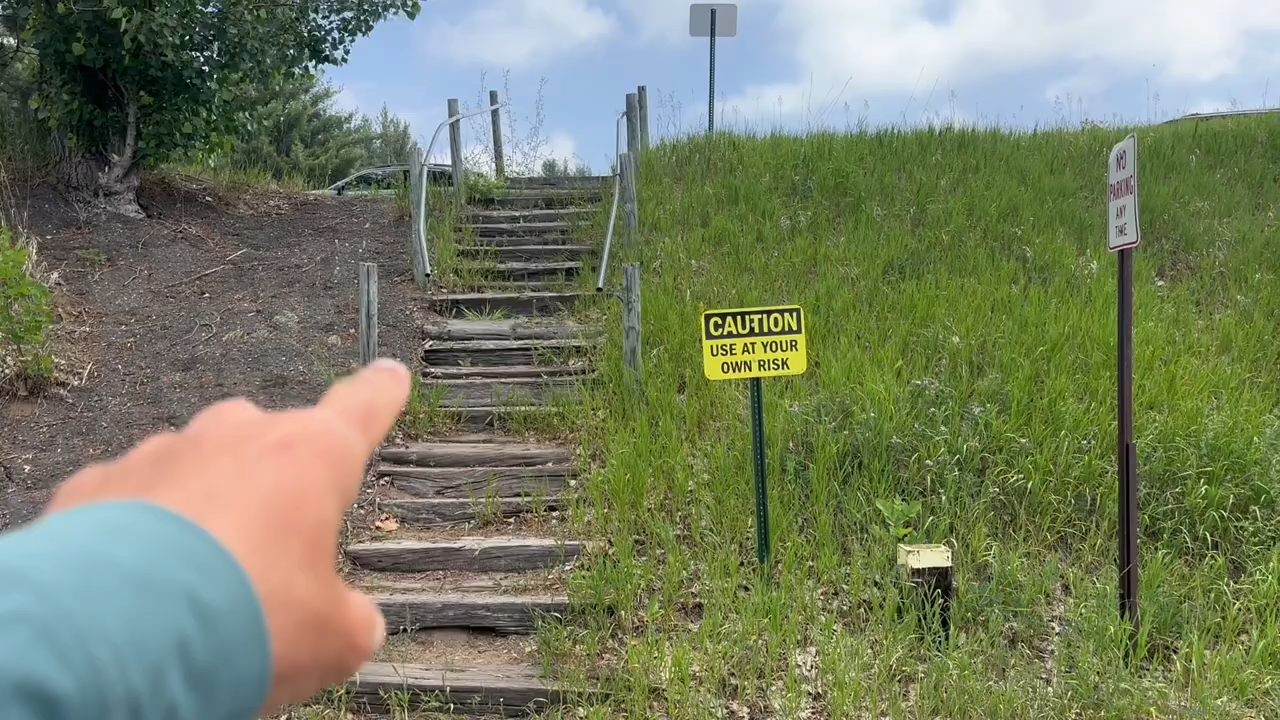 CAUTION
USE AT YOUR
OWN RISK
NO
PARKING
ANY
TIME